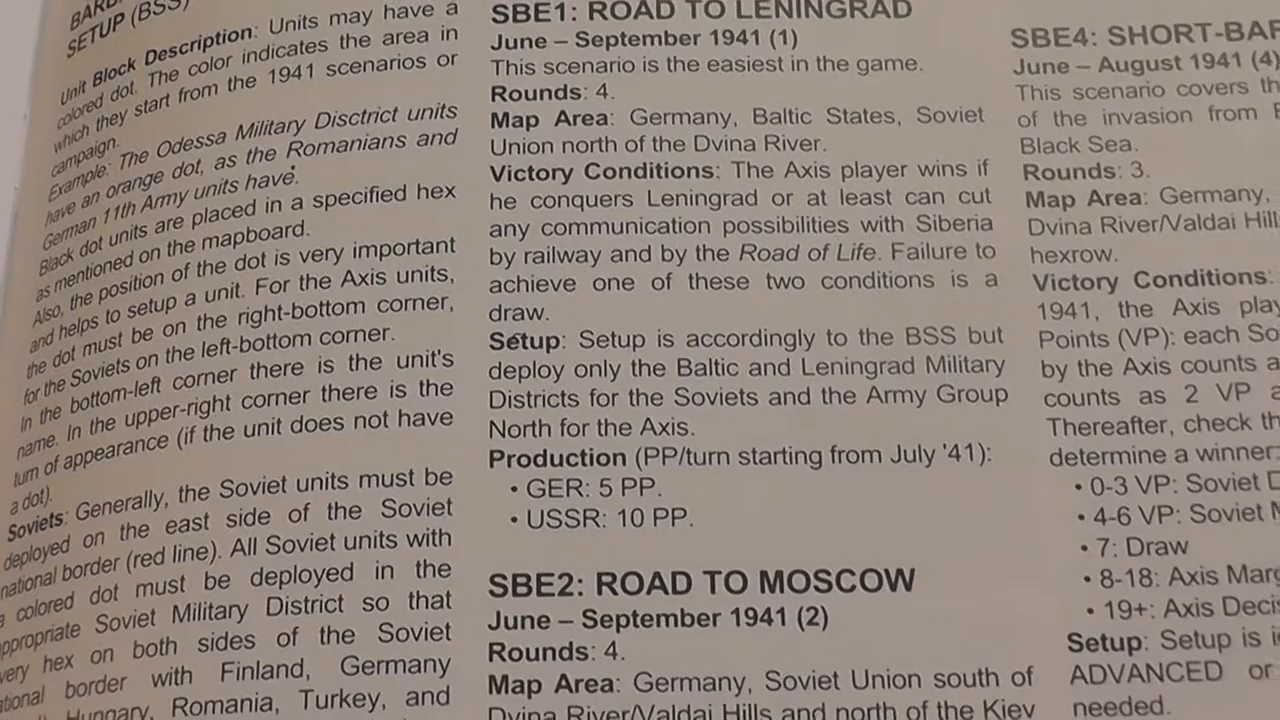 SETUP (BSS)
Unit Block Description: Units may have a
colored dot. The color indicates the area in
which they start from the 1941 scenarios or
campaign.
Example: The Odessa Military Disctrict units
have an orange dot, as the Romanians and
German 11th Army units have.
Black dot units are placed in a specified hex
as mentioned on the mapboard.
Also, the position of the dot is very important
and helps to setup a unit. For the Axis units,
the dot must be on the right-bottom corner,
for the Soviets on the left-bottom corner.
In the bottom-left corner there is the unit's
name. In the upper-right corner there is the
turn of appearance (if the unit does not have
a dot).
Soviets: Generally, the Soviet units must be
deployed on the east side of the Soviet
national border (red line). All Soviet units with
a colored dot must be deployed in the
appropriate Soviet Military District so that
every hex on both sides of the Soviet
border with Finland, Germany
Hungary, Romania, Turkey, and
SBE1: ROAD TO LENINGRAD
June – September 1941 (1)
This scenario is the easiest in the game.
Rounds: 4.
Map Area: Germany, Baltic States, Soviet
Union north of the Dvina River.
Victory Conditions: The Axis player wins if
he conquers Leningrad or at least can cut
any communication possibilities with Siberia
by railway and by the Road of Life. Failure to
achieve one of these two conditions is a
draw.
Setup: Setup is accordingly to the BSS but
deploy only the Baltic and Leningrad Military
Districts for the Soviets and the Army Group
North for the Axis.
Production (PP/turn starting from July '41):
• GER: 5 PP.
• USSR: 10 PP.
SBE2: ROAD TO MOSCOW
June – September 1941 (2)
Rounds: 4.
Map Area: Germany, Soviet Union south of
Dvina River/Valdai Hills and north of the Kiev
SBE4: SHORT-BAR
June – August 1941 (4)
This scenario covers th
of the invasion from
Black Sea.
Rounds: 3.
Map Area: Germany,
Dvina River/Valdai Hill
hexrow.
Victory Conditions:
1941, the Axis play
Points (VP): each So
by the Axis counts a
counts as 2 VP a
Thereafter, check th
determine a winner:
• 0-3 VP: Soviet D
• 4-6 VP: Soviet M
• 7: Draw
• 8-18: Axis Marg
• 19+: Axis Deci
Setup: Setup is i
ADVANCED or
needed.